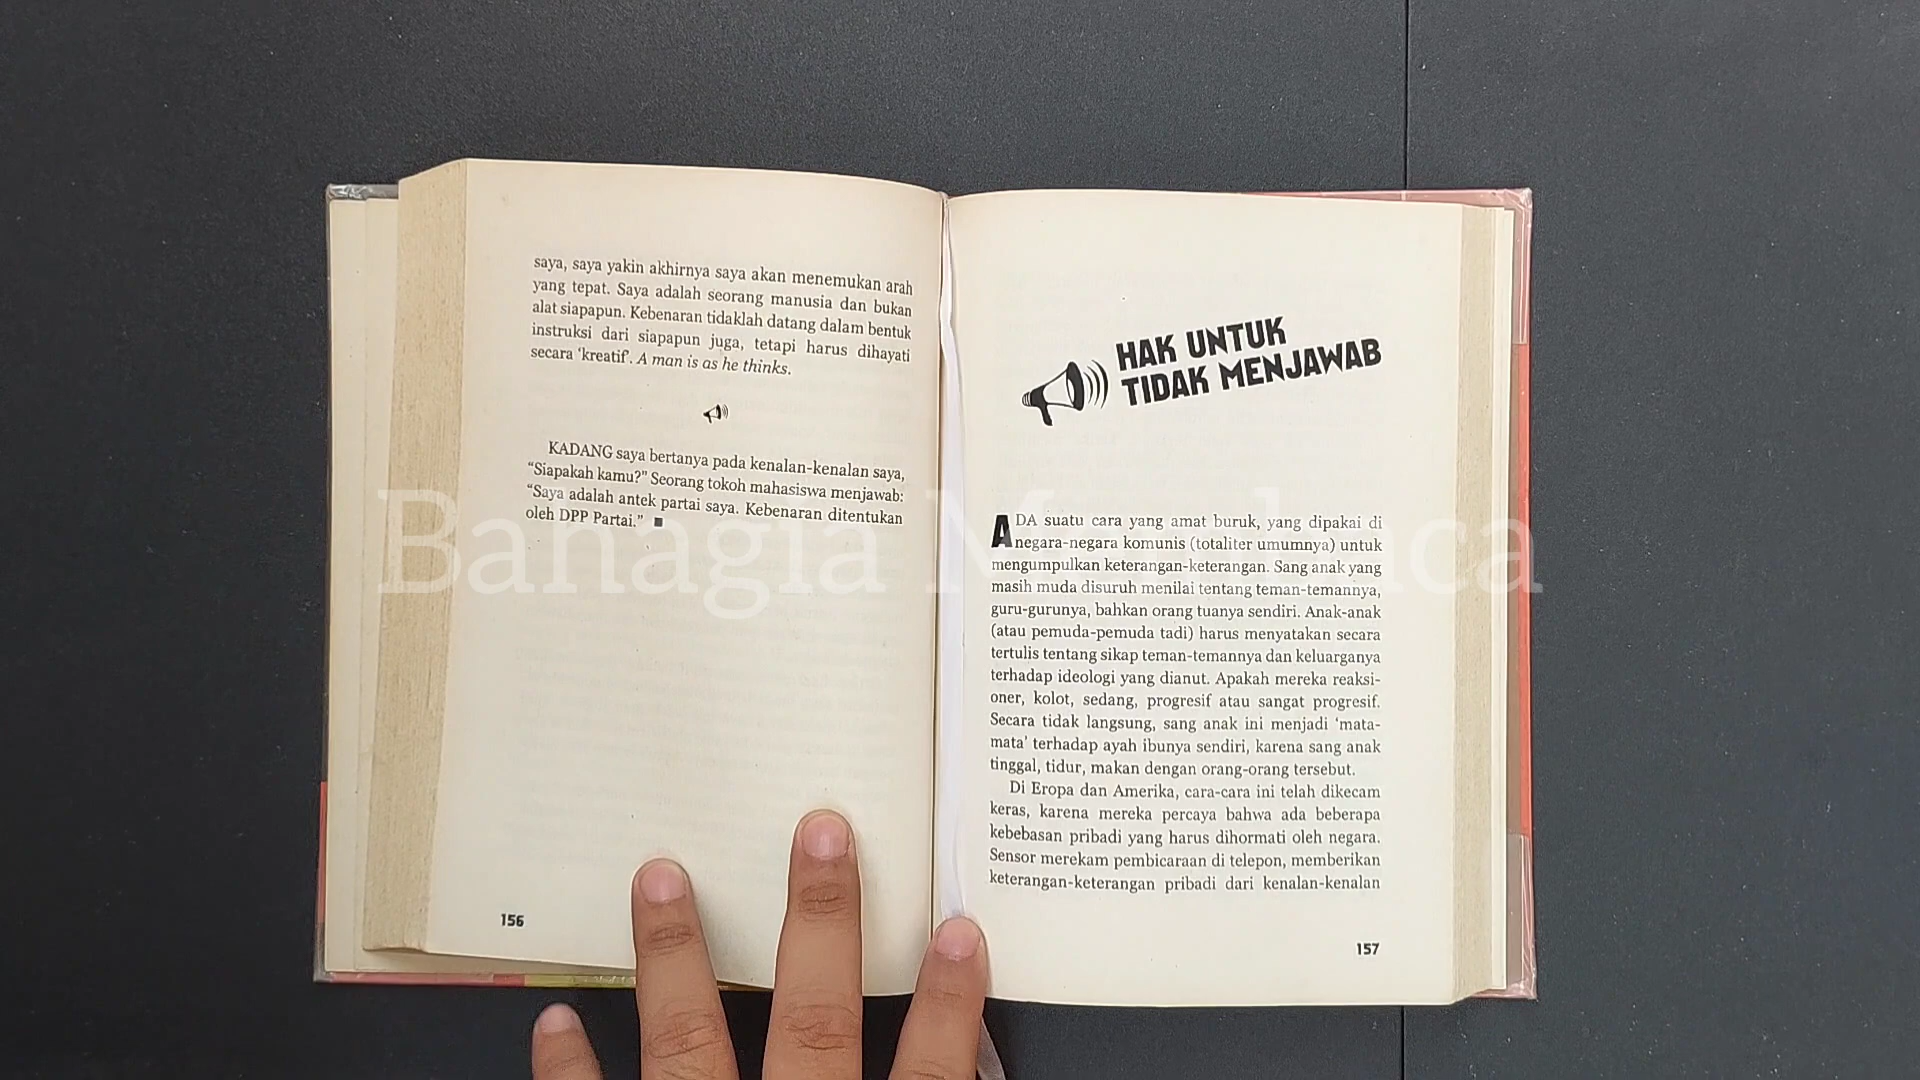 saya, saya yakin akhirnya saya akan menemukan arah
yang tepat. Saya adalah seorang manusia dan bukan
alat siapapun. Kebenaran tidaklah datang dalam bentuk
instruksi dari siapapun juga, tetapi harus dihayati
secara ‘kreatif’. A man is as he thinks.
KADANG saya bertanya pada kenalan-kenalan saya,
“Siapakah kamu?” Seorang tokoh mahasiswa menjawab:
“Saya adalah antek partai saya. Kebenaran ditentukan
oleh DPP Partai.” ■
156
HAK UNTUK
TIDAK MENJAWAB
ADA suatu cara yang amat buruk, yang dipakai di
negara-negara komunis (totaliter umumnya) untuk
mengumpulkan keterangan-keterangan. Sang anak yang
masih muda disuruh menilai tentang teman-temannya,
guru-gurunya, bahkan orang tuanya sendiri. Anak-anak
(atau pemuda-pemuda tadi) harus menyatakan secara
tertulis tentang sikap teman-temannya dan keluarganya
terhadap ideologi yang dianut. Apakah mereka reaksi-
oner, kolot, sedang, progresif atau sangat progresif.
Secara tidak langsung, sang anak ini menjadi ‘mata-
mata’ terhadap ayah ibunya sendiri, karena sang anak
tinggal, tidur, makan dengan orang-orang tersebut.
Di Eropa dan Amerika, cara-cara ini telah dikecam
keras, karena mereka percaya bahwa ada beberapa
kebebasan pribadi yang harus dihormati oleh negara.
Sensor merekam pembicaraan di telepon, memberikan
keterangan-keterangan pribadi dari kenalan-kenalan
157
Bahagia Membaca